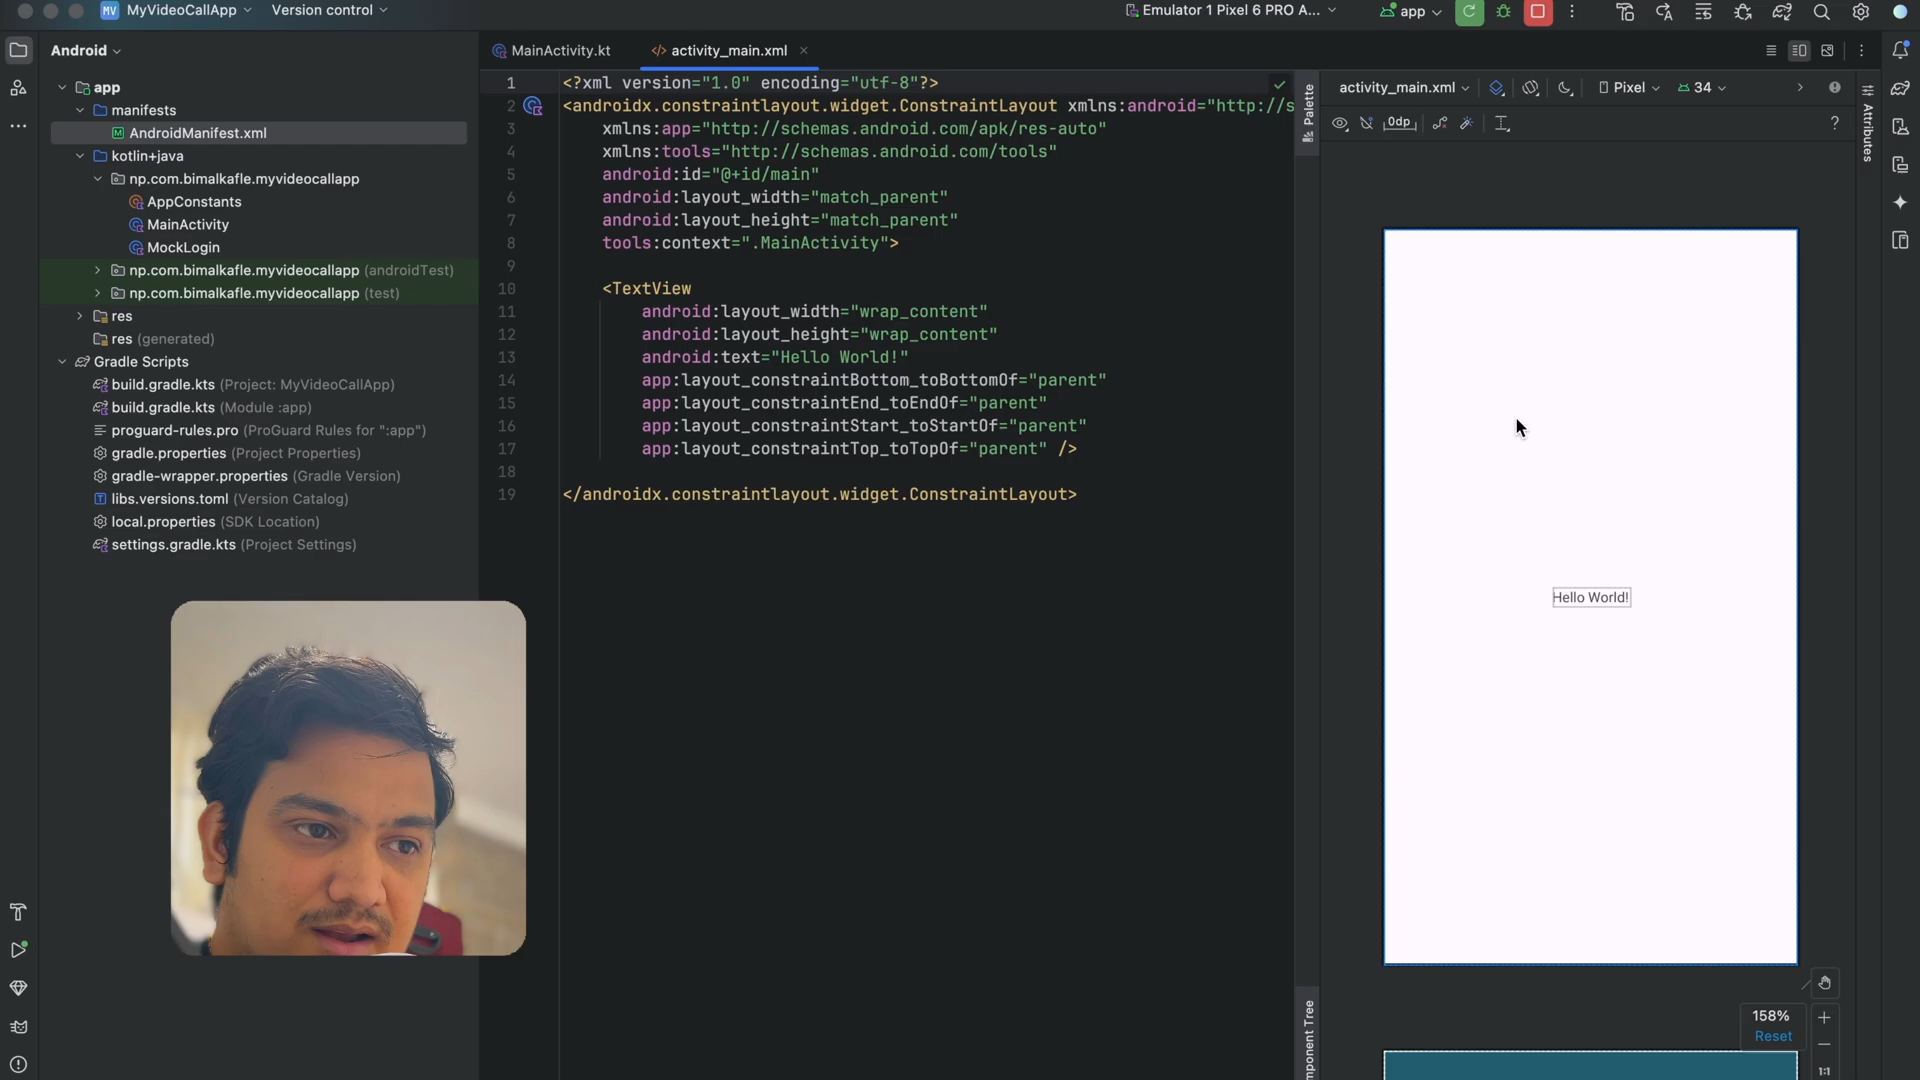 MV MyVideoCallApp Version control Emulator 1 Pixel 6 PRO A... app
Android
MainActivity.kt activity_main.xml
app
manifests
AndroidManifest.xml
kotlin+java
np.com.bimalkafle.myvideocallapp
AppConstants
MainActivity
MockLogin
np.com.bimalkafle.myvideocallapp (androidTest)
np.com.bimalkafle.myvideocallapp (test)
res
res (generated)
Gradle Scripts
build.gradle.kts (Project: MyVideoCallApp)
build.gradle.kts (Module :app)
proguard-rules.pro (ProGuard Rules for ":app")
gradle.properties (Project Properties)
gradle-wrapper.properties (Gradle Version)
libs.versions.toml (Version Catalog)
local.properties (SDK Location)
settings.gradle.kts (Project Settings)
1 <?xml version="1.0" encoding="utf-8"?>
2 <androidx.constraintlayout.widget.ConstraintLayout xmlns:android="http://s
3 xmlns:app="http://schemas.android.com/apk/res-auto"
4 xmlns:tools="http://schemas.android.com/tools"
5 android:id="@+id/main"
6 android:layout_width="match_parent"
7 android:layout_height="match_parent"
8 tools:context=".MainActivity">
9
10 <TextView
11 android:layout_width="wrap_content"
12 android:layout_height="wrap_content"
13 android:text="Hello World!"
14 app:layout_constraintBottom_toBottomOf="parent"
15 app:layout_constraintEnd_toEndOf="parent"
16 app:layout_constraintStart_toStartOf="parent"
17 app:layout_constraintTop_toTopOf="parent" />
18
19 </androidx.constraintlayout.widget.ConstraintLayout>
Palette
activity_main.xml Pixel 34
0dp ?
Attributes
Hello World!
158%
Reset
1:1
mponent Tree